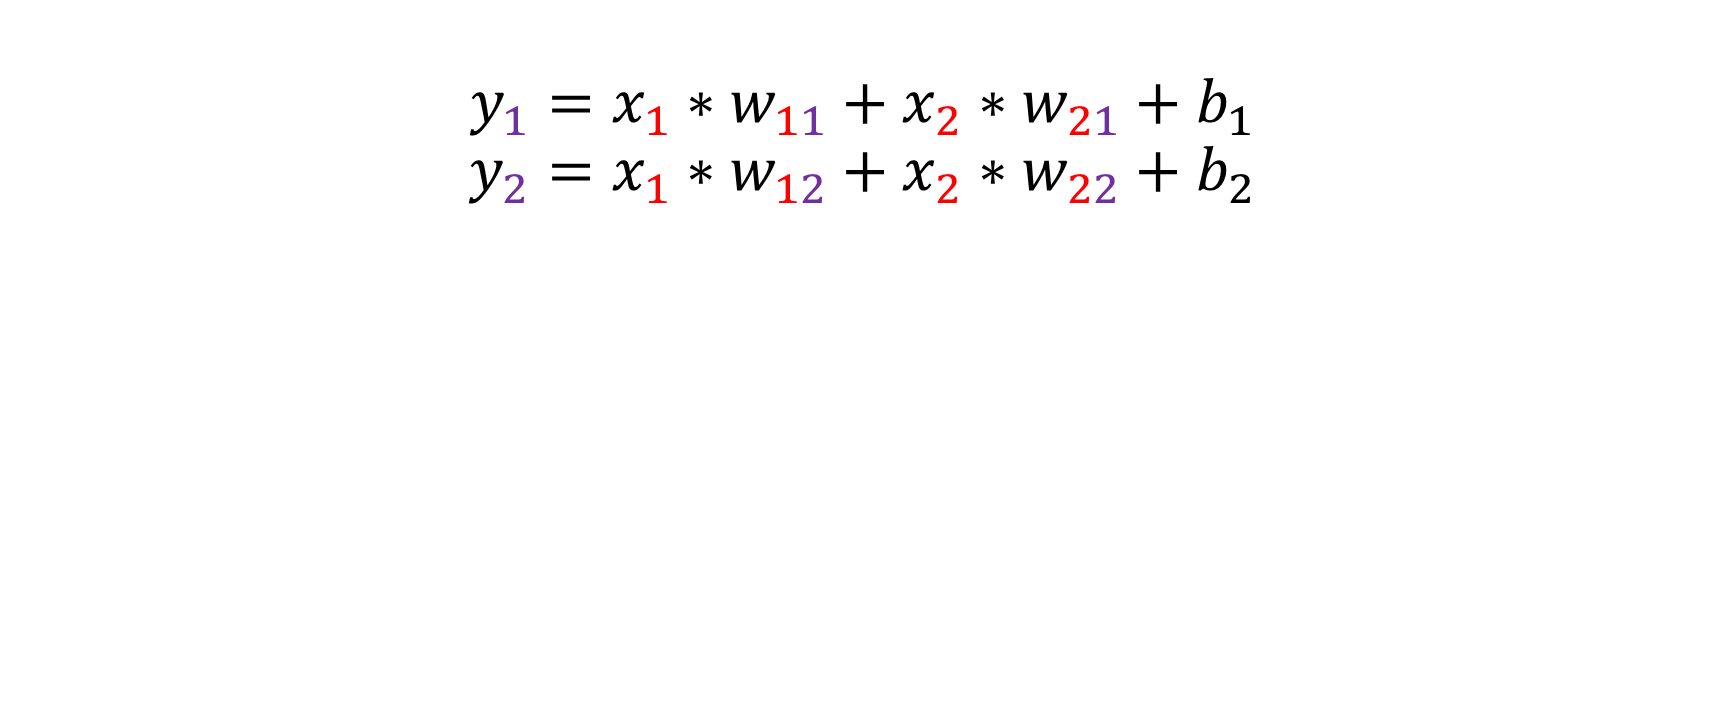 y₁ = x₁ * w₁₁ + x₂ * w₂₁ + b₁
y₂ = x₁ * w₁₂ + x₂ * w₂₂ + b₂